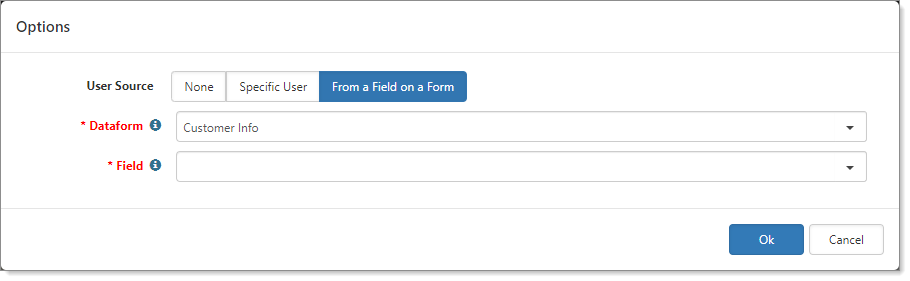 Options
User Source None Specific User From a Field on a Form
* Dataform Customer Info
* Field
Ok Cancel